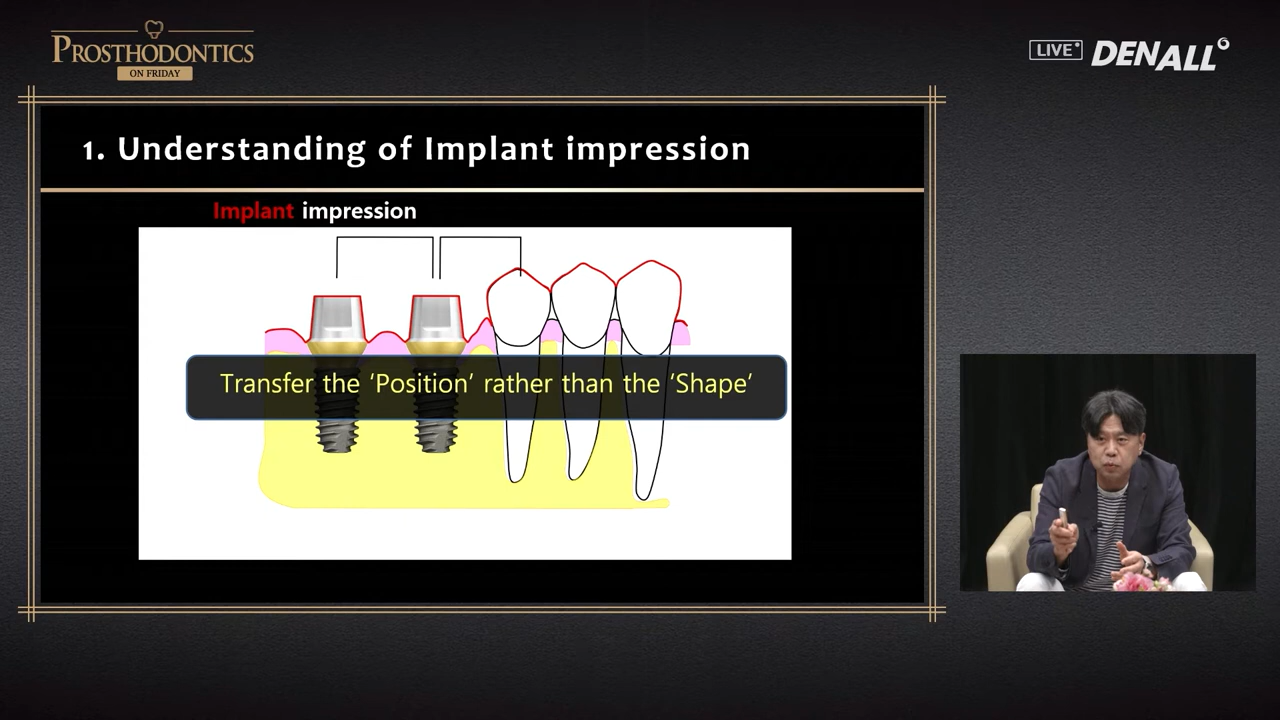 PROSTHODONTICS
ON FRIDAY
LIVE
DENALL
1. Understanding of Implant impression
Implant impression
Transfer the ‘Position’ rather than the ‘Shape’